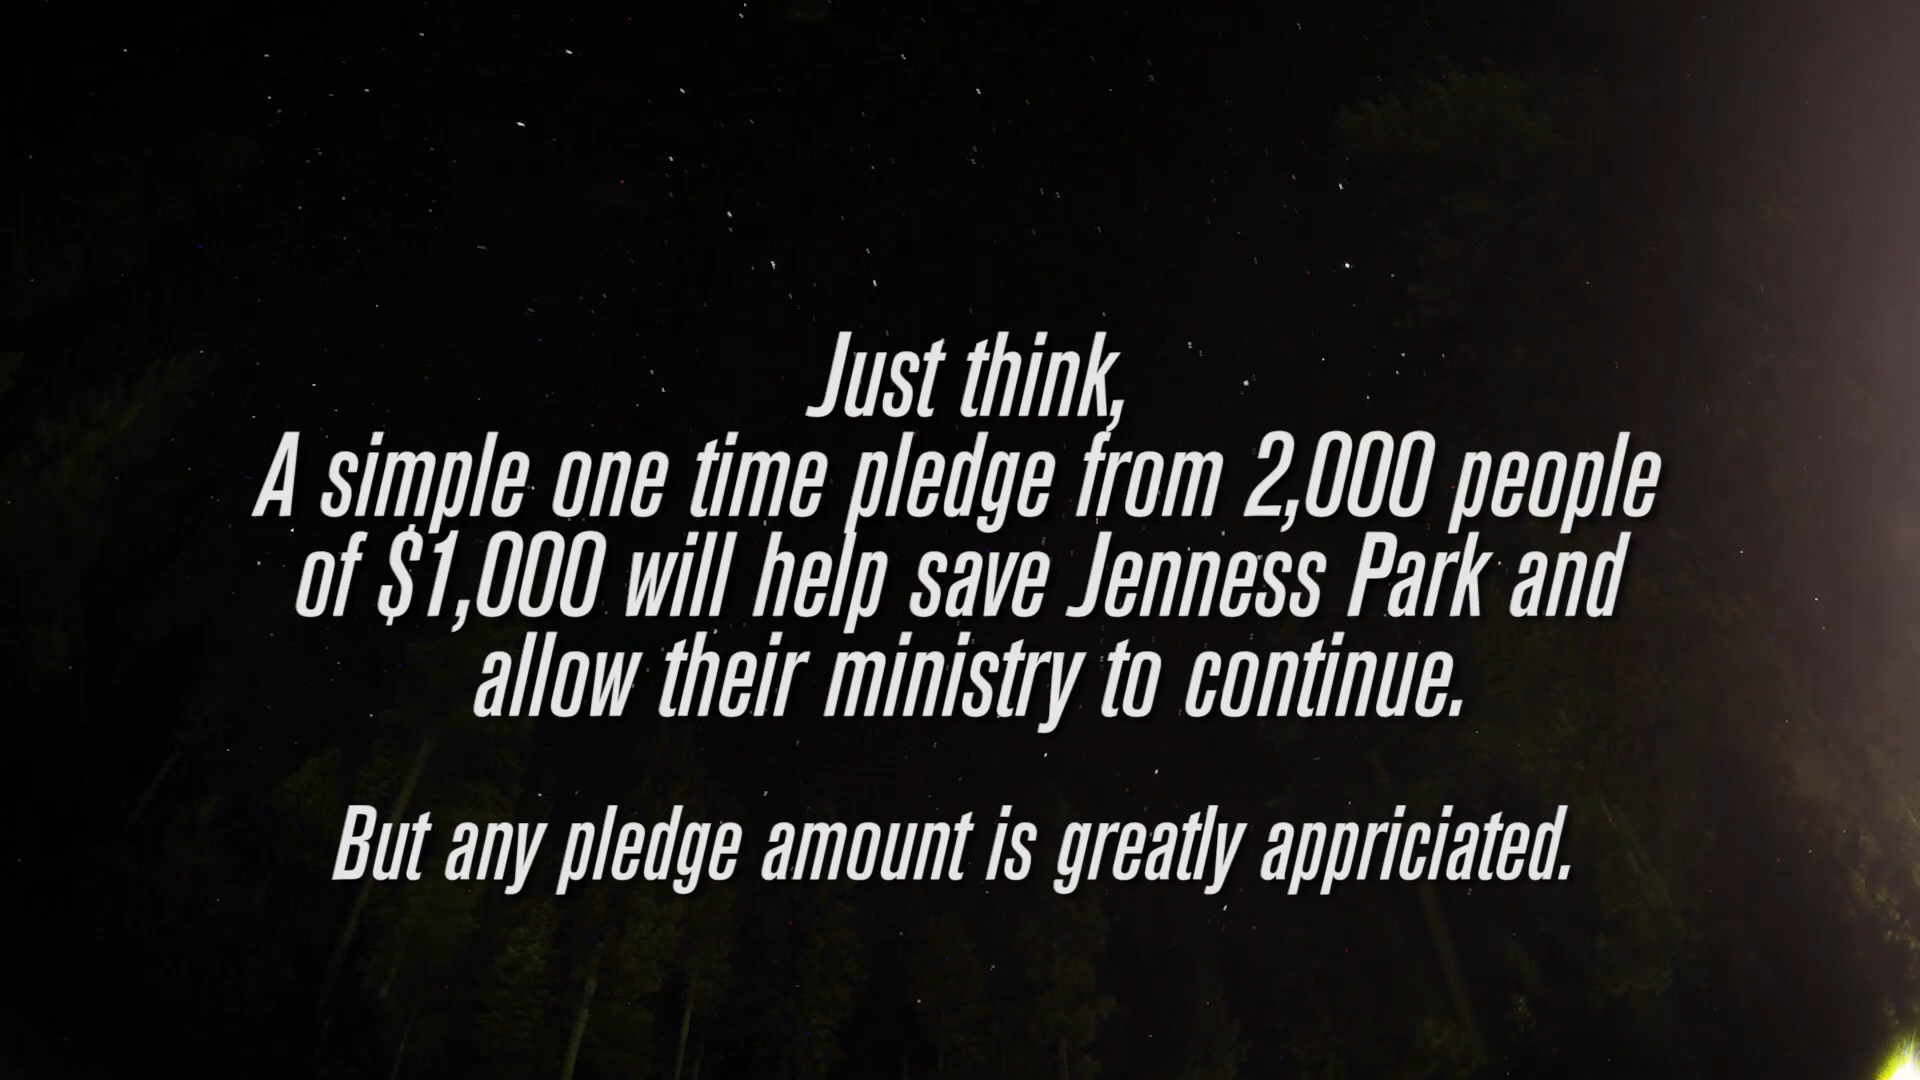 Just think,
A simple one time pledge from 2,000 people
of $1,000 will help save Jenness Park and
allow their ministry to continue.
But any pledge amount is greatly appriciated.